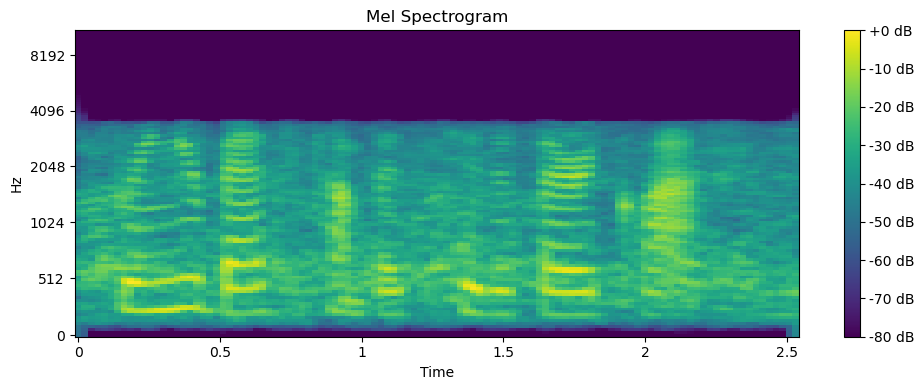 Mel Spectrogram
Hz
8192
4096
2048
1024
512
0
0 0.5 1 1.5 2 2.5
Time
+0 dB
-10 dB
-20 dB
-30 dB
-40 dB
-50 dB
-60 dB
-70 dB
-80 dB